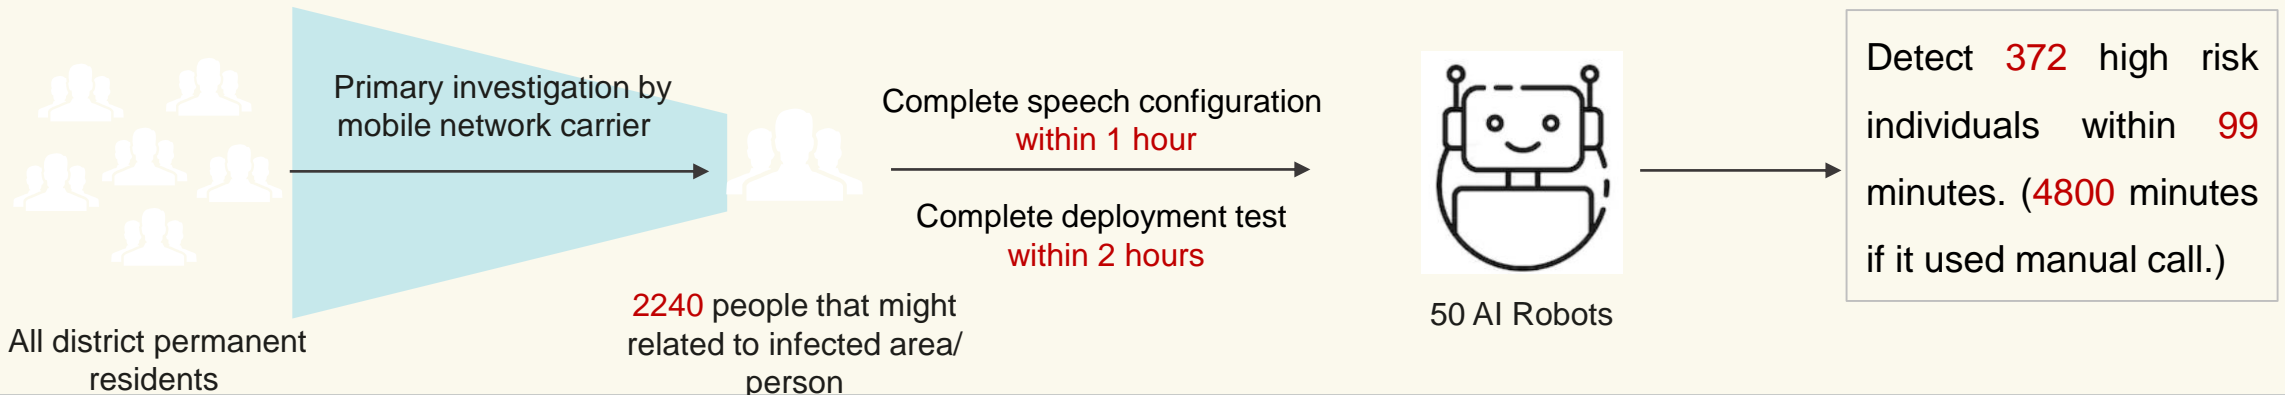 All district permanent
residents
Primary investigation by
mobile network carrier
2240 people that might
related to infected area/
person
Complete speech configuration
within 1 hour
Complete deployment test
within 2 hours
50 AI Robots
Detect 372 high risk
individuals within 99
minutes. (4800 minutes
if it used manual call.)